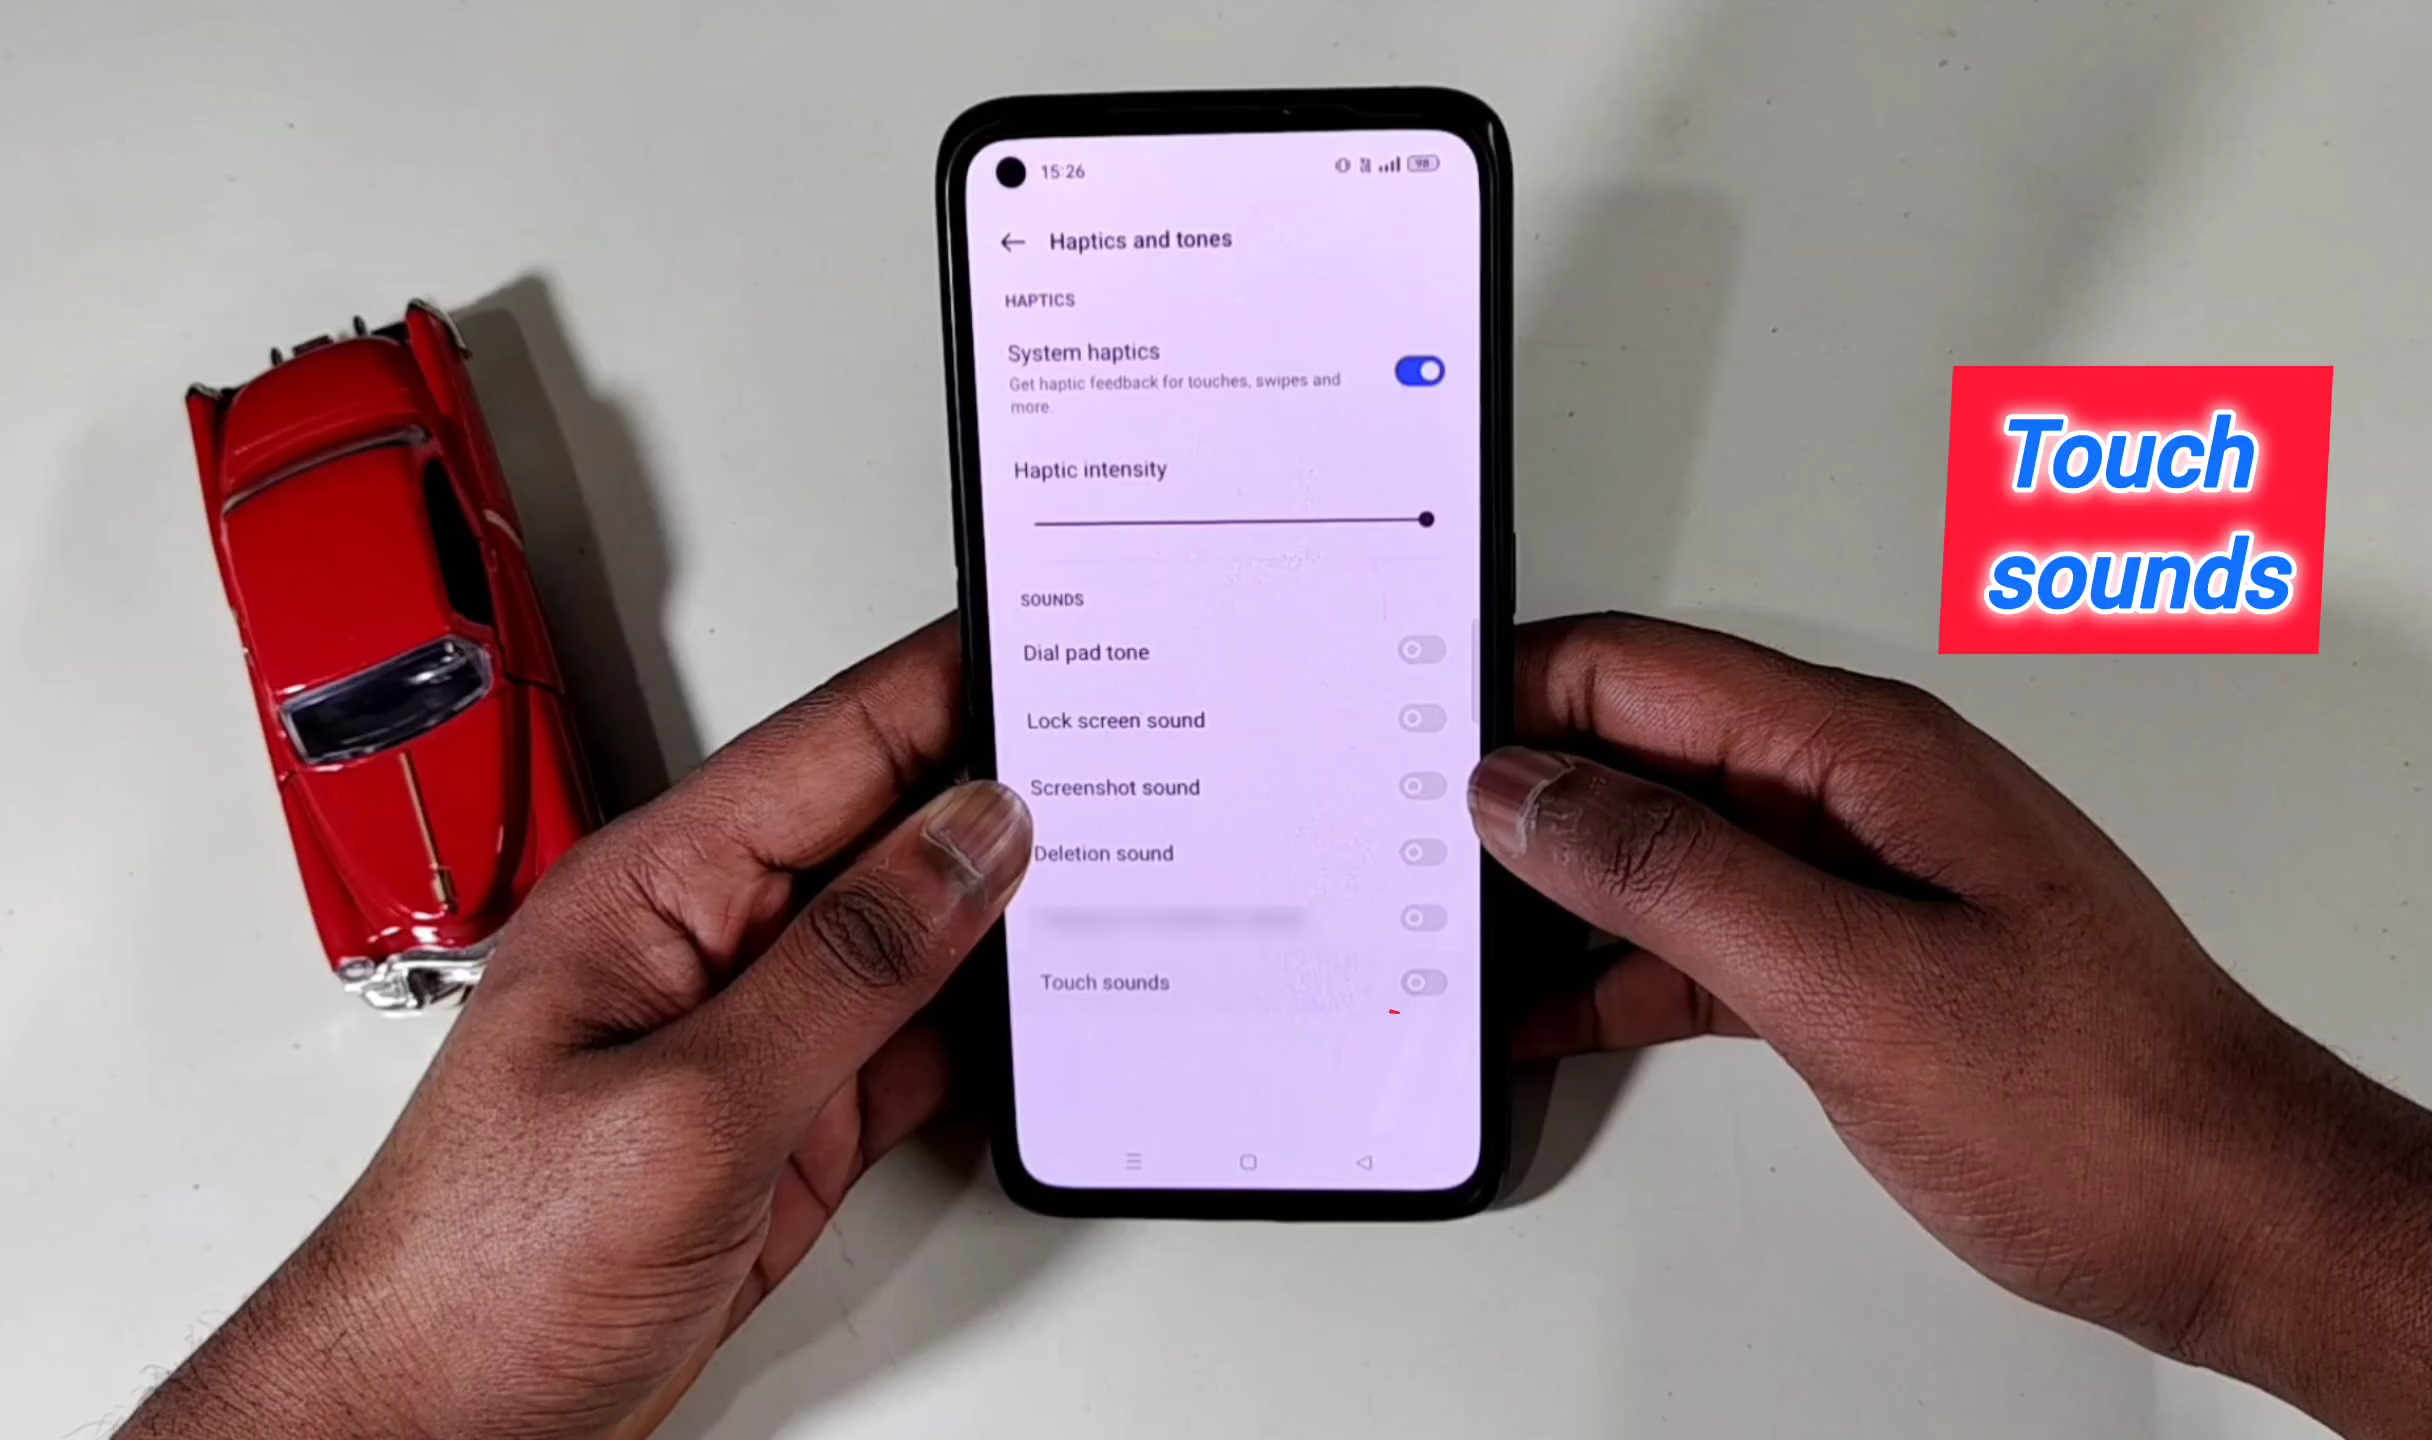 15:26
98
Haptics and tones
HAPTICS
System haptics
Get haptic feedback for touches, swipes and
more.
Haptic intensity
SOUNDS
Dial pad tone
Lock screen sound
Screenshot sound
Deletion sound
Touch sounds
Touch
sounds